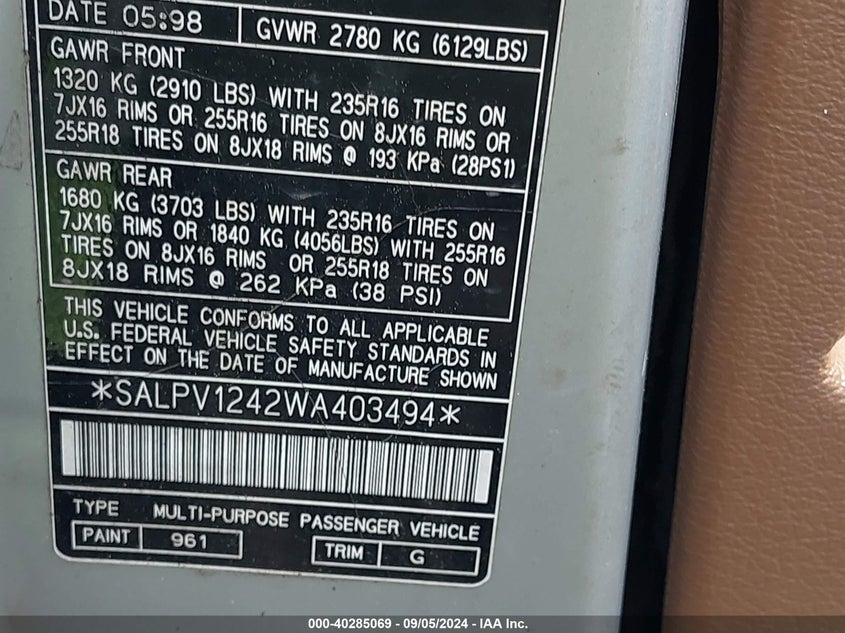 DATE 05:98
GVWR 2780 KG (6129LBS)
GAWR FRONT
1320 KG (2910 LBS) WITH 235R16 TIRES ON
7JX16 RIMS OR 255R16 TIRES ON 8JX16 RIMS OR
255R18 TIRES ON 8JX18 RIMS @ 193 KPa (28PS1)
GAWR REAR
1680 KG (3703 LBS) WITH 235R16 TIRES ON
7JX16 RIMS OR 1840 KG (4056LBS) WITH 255R16
TIRES ON 8JX16 RIMS OR 255R18 TIRES ON
8JX18 RIMS @ 262 KPa (38 PSI)
THIS VEHICLE CONFORMS TO ALL APPLICABLE
U.S. FEDERAL VEHICLE SAFETY STANDARDS IN
EFFECT ON THE DATE OF MANUFACTURE SHOWN
*SALPV1242WA403494*
TYPE MULTI-PURPOSE PASSENGER VEHICLE
PAINT 961
TRIM G
000-40285069 - 09/05/2024 - IAA Inc.